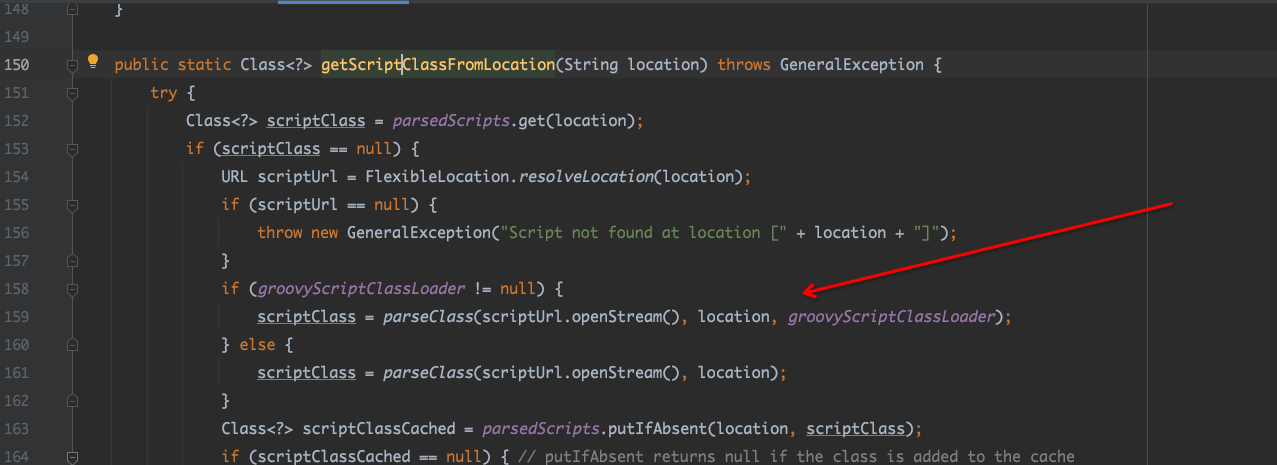 148 }
149
150 public static Class<?> getScriptClassFromLocation(String location) throws GeneralException {
151 try {
152 Class<?> scriptClass = parsedScripts.get(location);
153 if (scriptClass == null) {
154 URL scriptUrl = FlexibleLocation.resolveLocation(location);
155 if (scriptUrl == null) {
156 throw new GeneralException("Script not found at location [" + location + "]");
157 }
158 if (groovyScriptClassLoader != null) {
159 scriptClass = parseClass(scriptUrl.openStream(), location, groovyScriptClassLoader);
160 } else {
161 scriptClass = parseClass(scriptUrl.openStream(), location);
162 }
163 Class<?> scriptClassCached = parsedScripts.putIfAbsent(location, scriptClass);
164 if (scriptClassCached == null) { // putIfAbsent returns null if the class is added to the cache